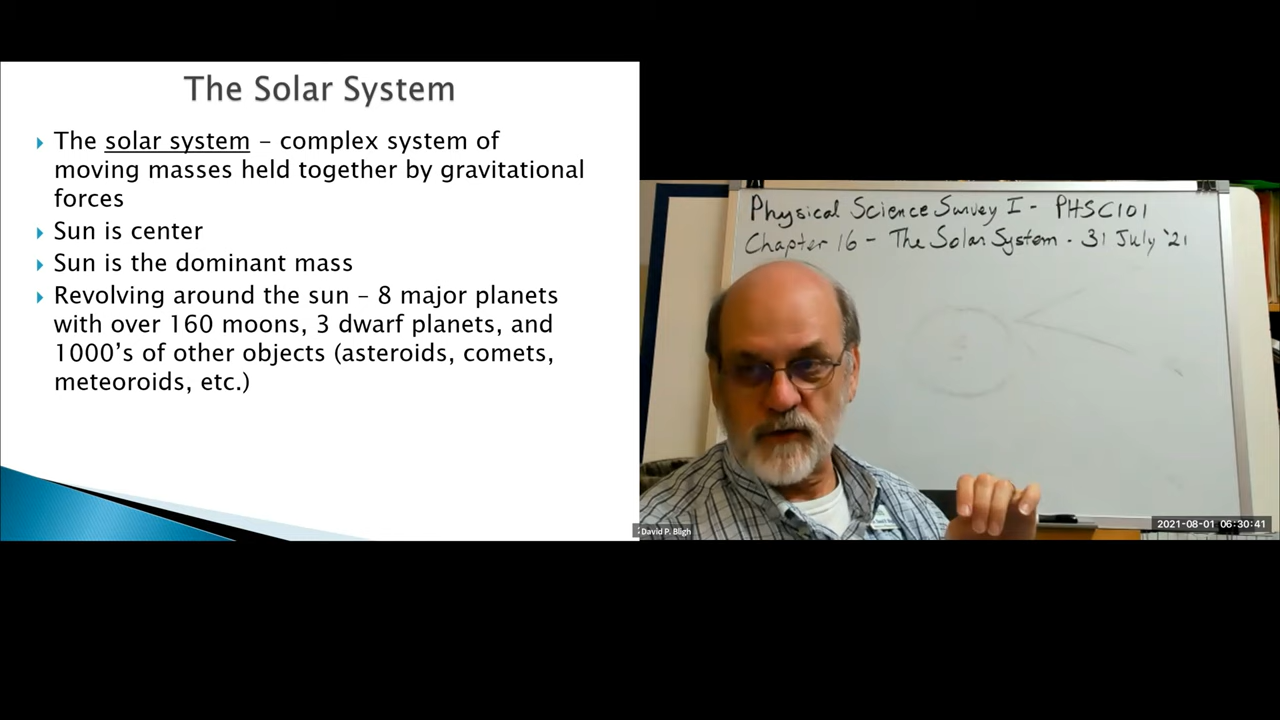 The Solar System
The solar system – complex system of
moving masses held together by gravitational
forces
Sun is center
Sun is the dominant mass
Revolving around the sun – 8 major planets
with over 160 moons, 3 dwarf planets, and
1000’s of other objects (asteroids, comets,
meteoroids, etc.)
Physical Science Survey I - PHSC101
Chapter 16 - The Solar System - 31 July '21
David P. Bligh
2021-08-01 06:30:41